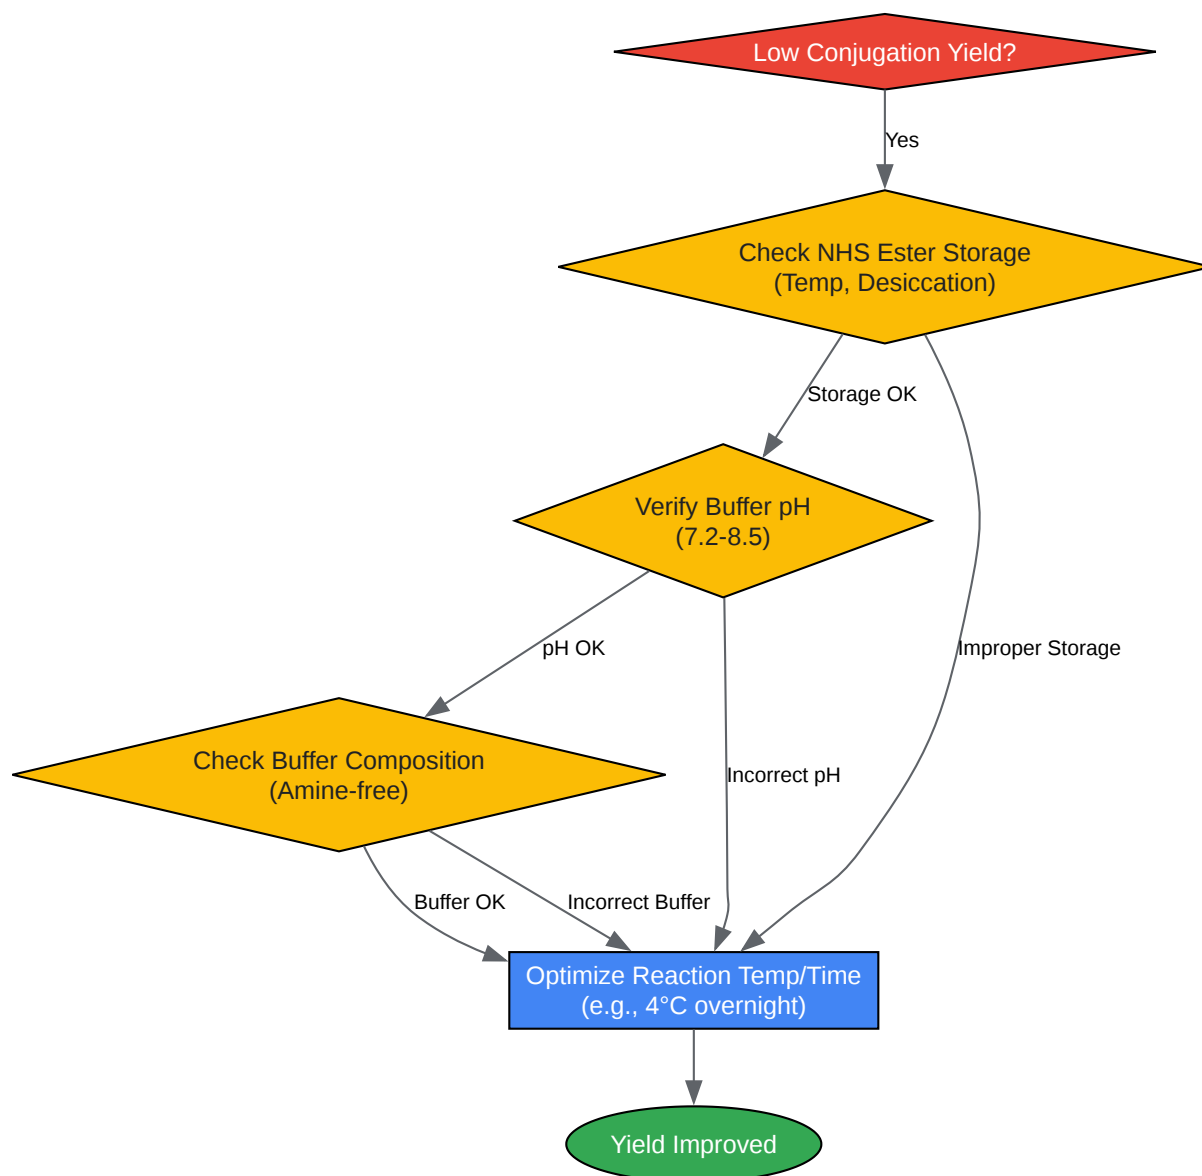 Low Conjugation Yield?
Yes
Check NHS Ester Storage
(Temp, Desiccation)
Storage OK
Verify Buffer pH
(7.2-8.5)
pH OK
Improper Storage
Check Buffer Composition
(Amine-free)
Incorrect pH
Buffer OK
Incorrect Buffer
Optimize Reaction Temp/Time
(e.g., 4°C overnight)
Yield Improved